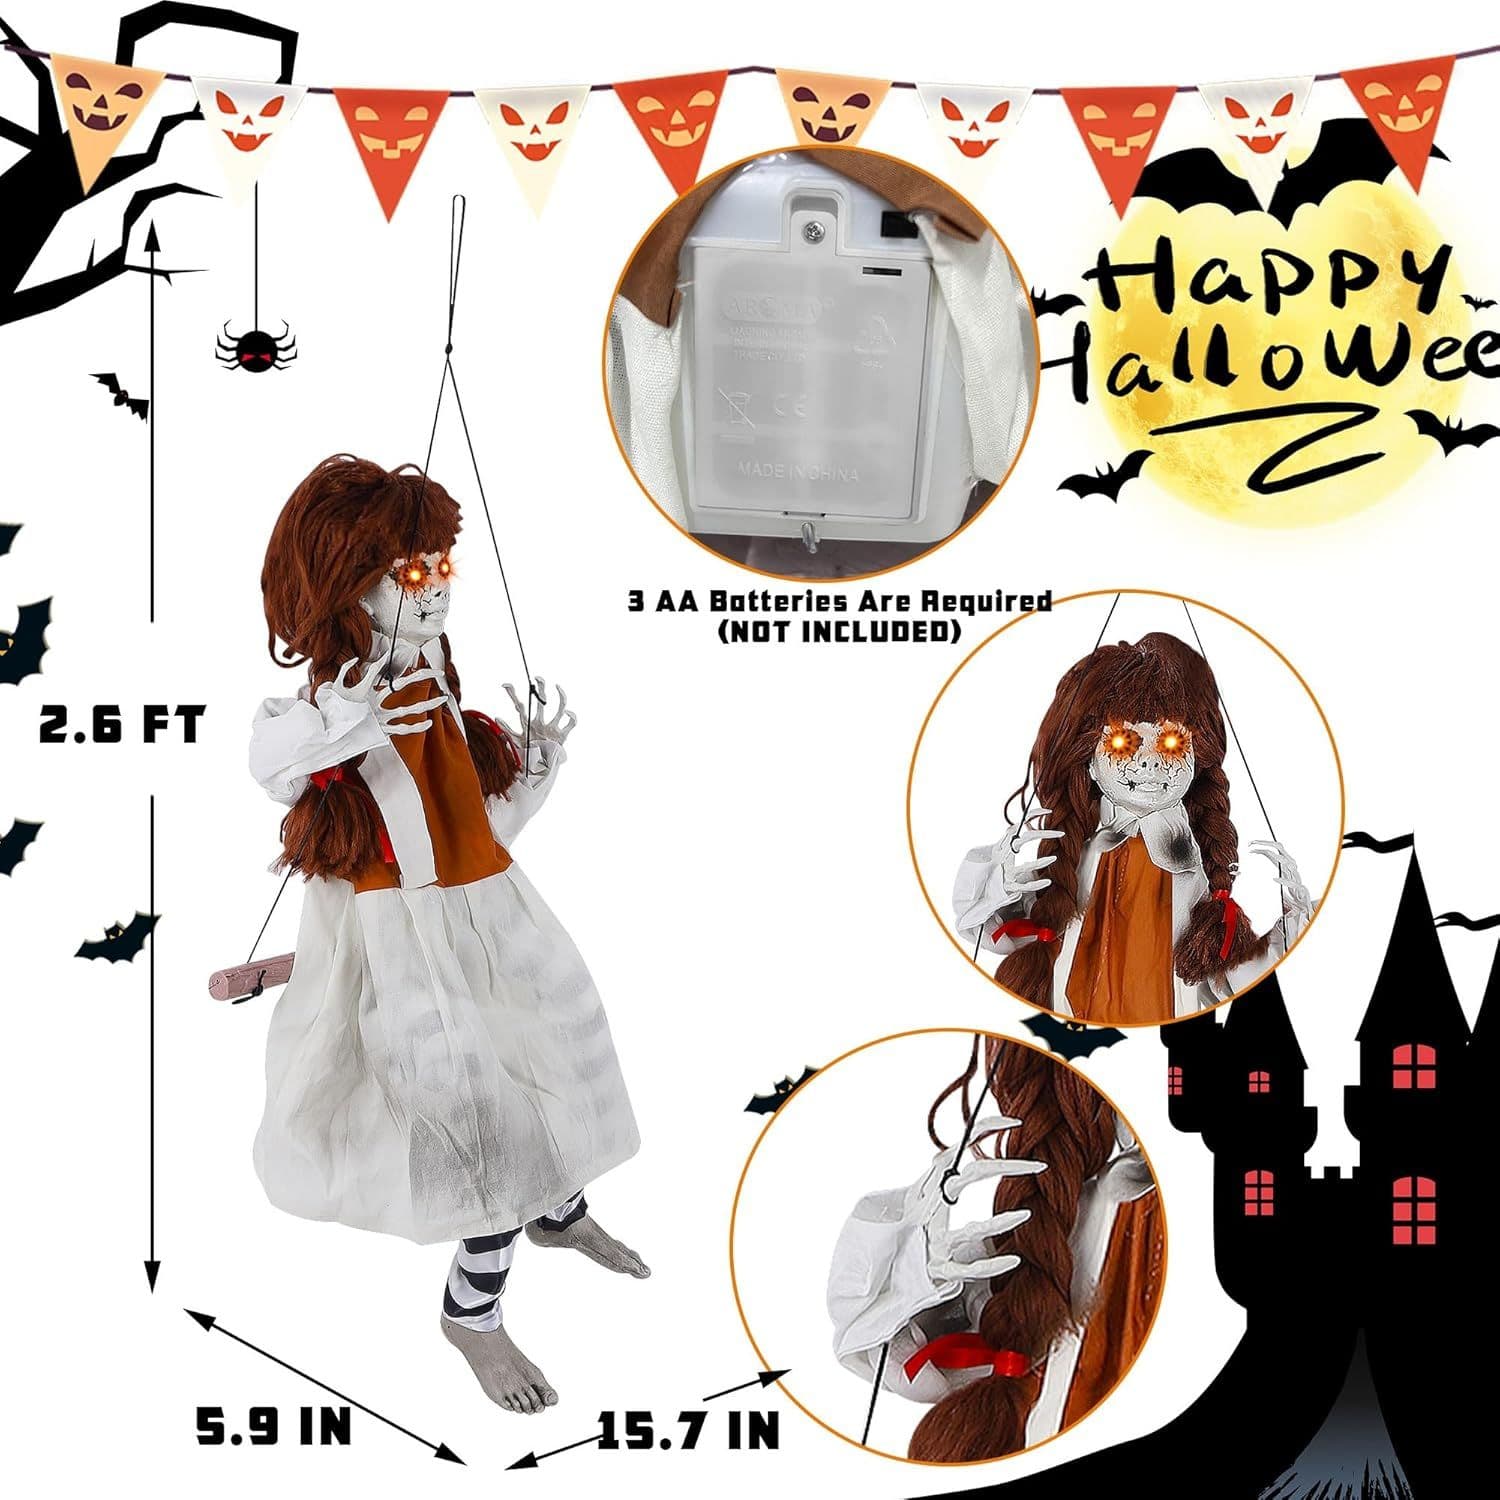 Happy
Hallowee
2.6 FT
3 AA Batteries Are Required
(NOT INCLUDED)
MADE IN CHINA
CE
5.9 IN
15.7 IN